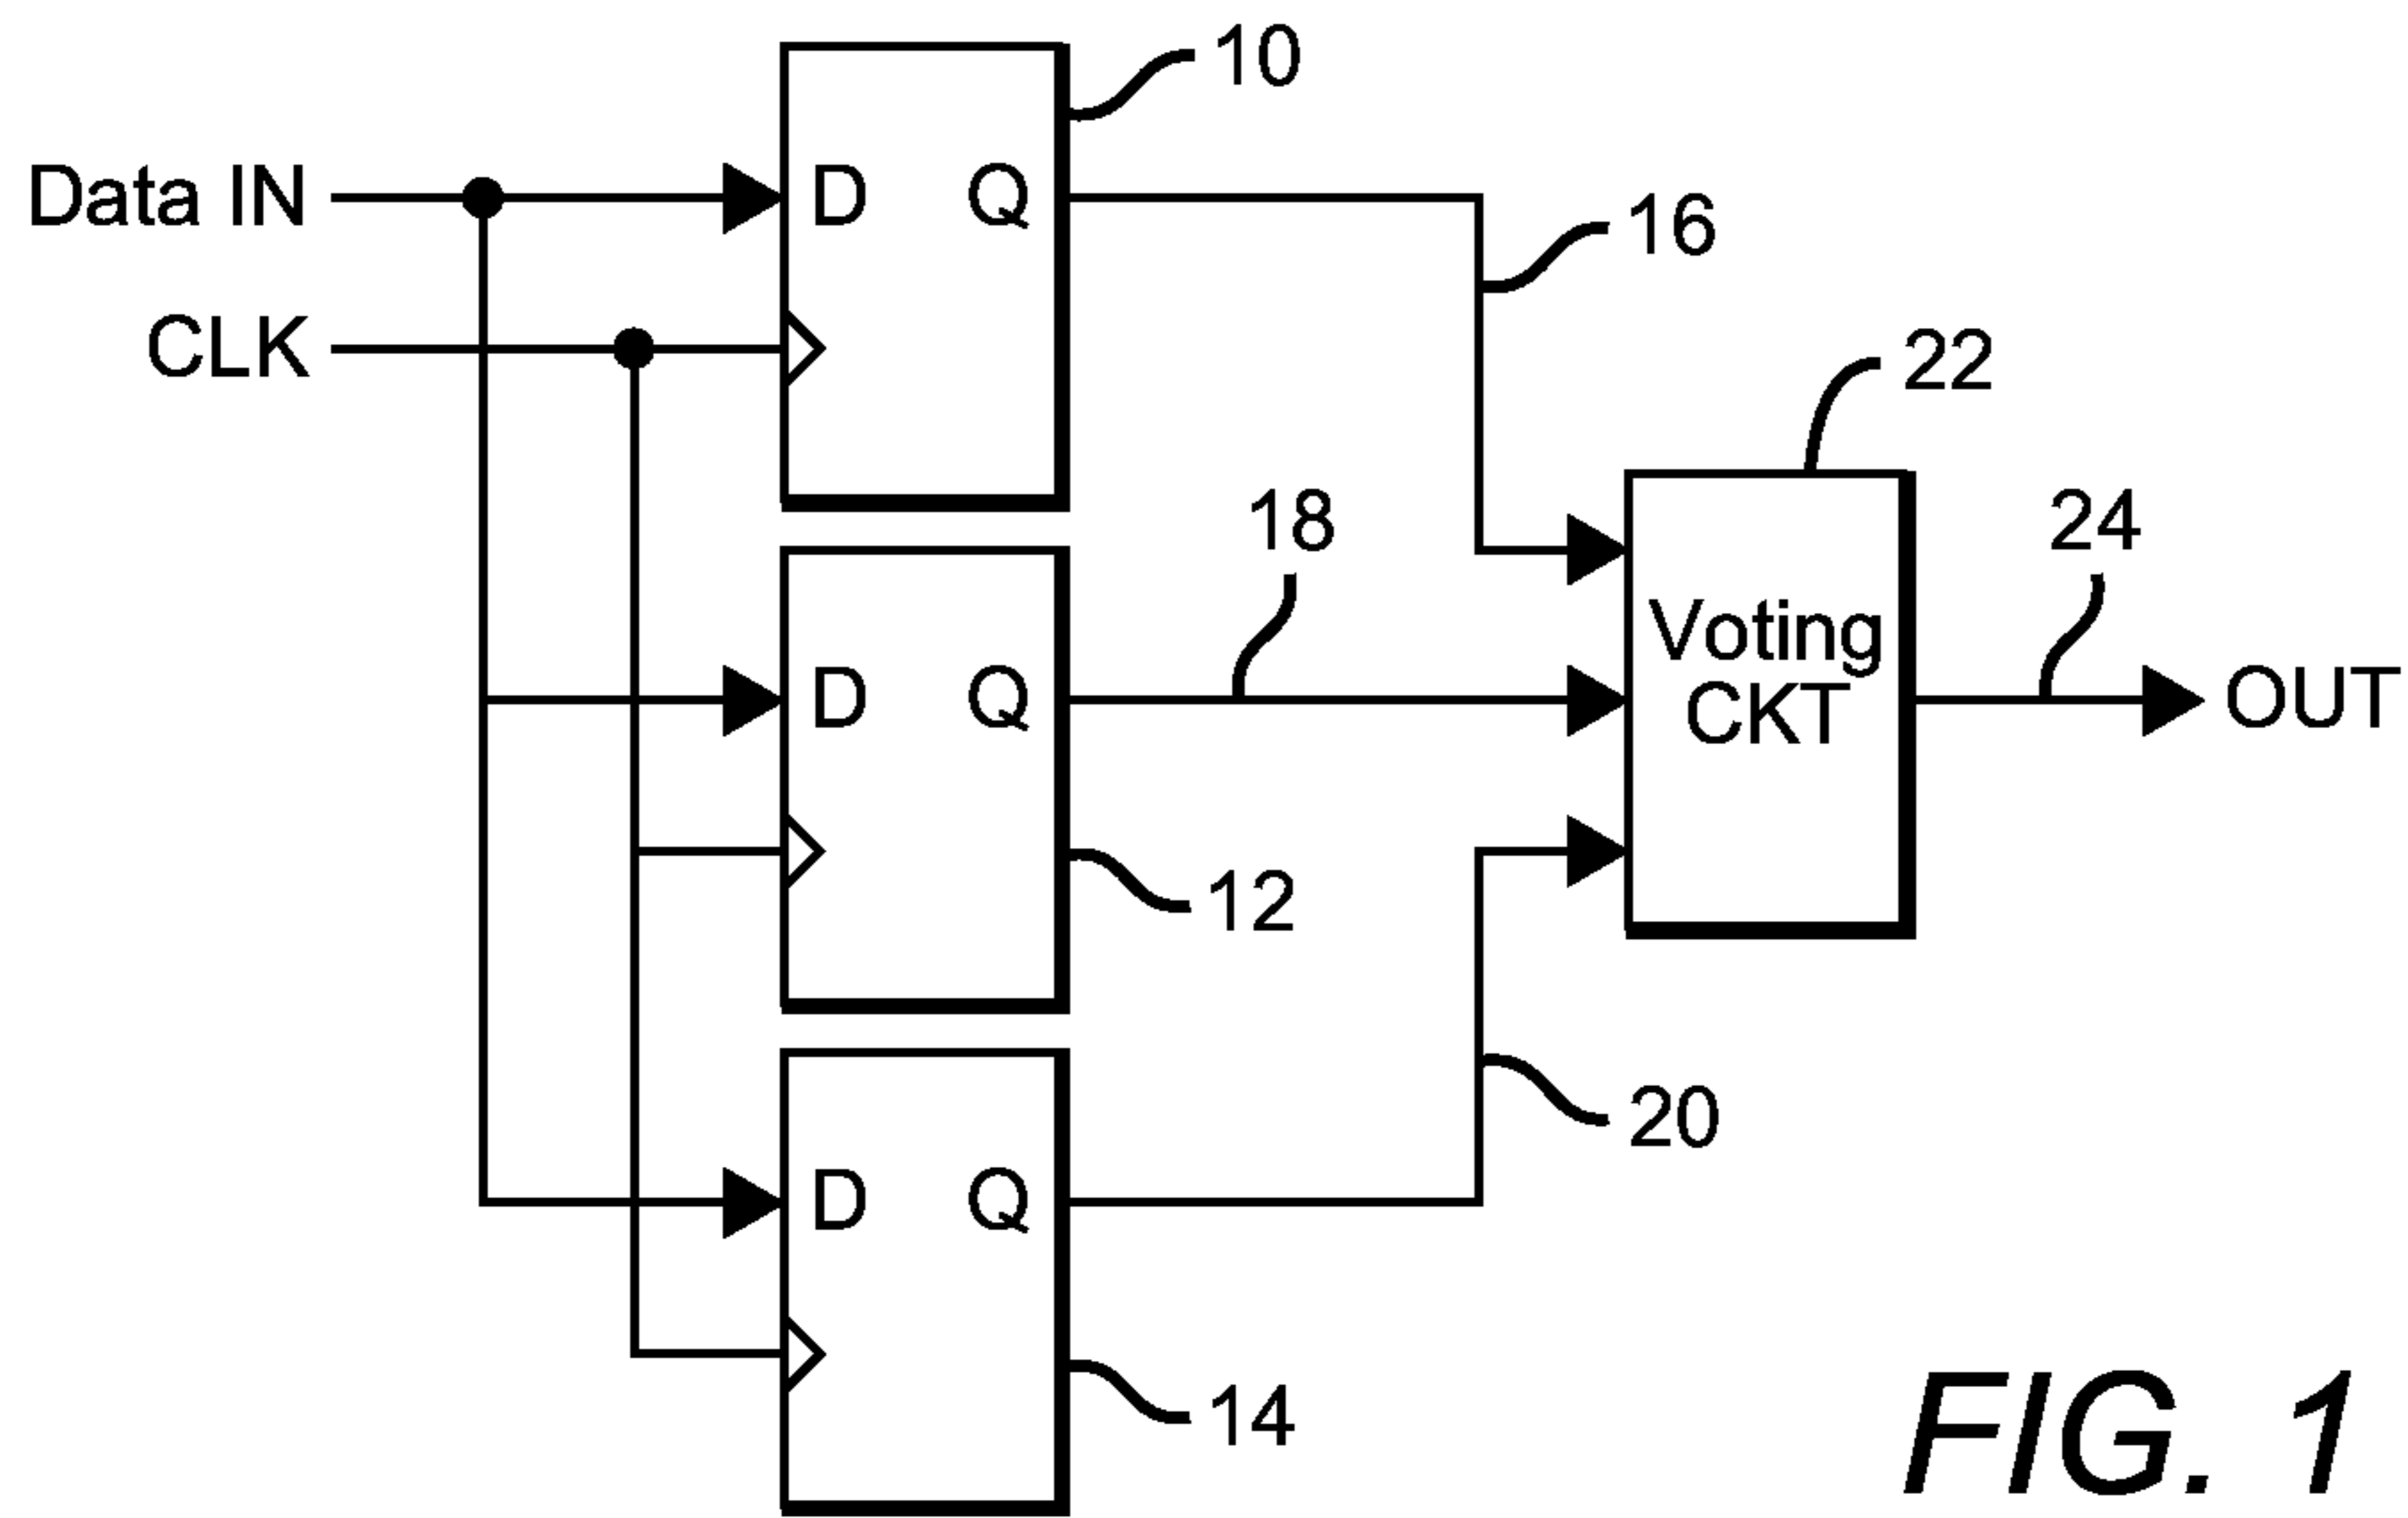 10
Data IN
D Q
16
CLK
22
18
24
Voting
CKT
D Q
OUT
12
20
D Q
14
FIG. 1